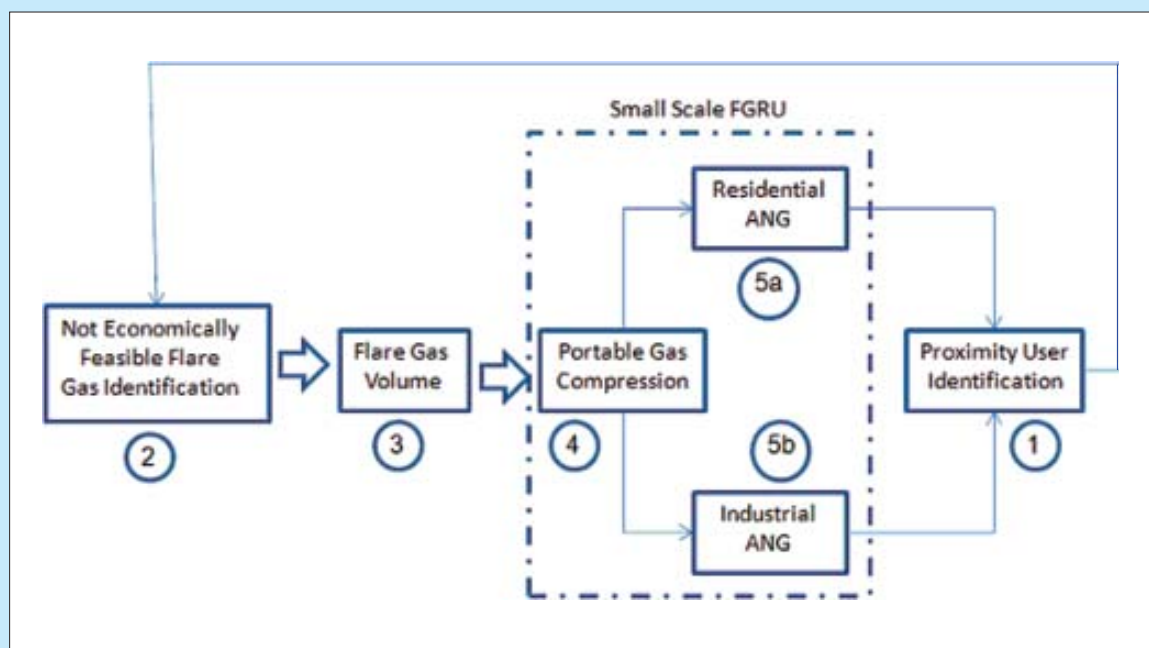 Small Scale FGRU
Residential
ANG
5a
Not Economically
Feasible Flare
Gas Identification
2
Flare Gas
Volume
3
Portable Gas
Compression
4
5b
Industrial
ANG
Proximity User
Identification
1